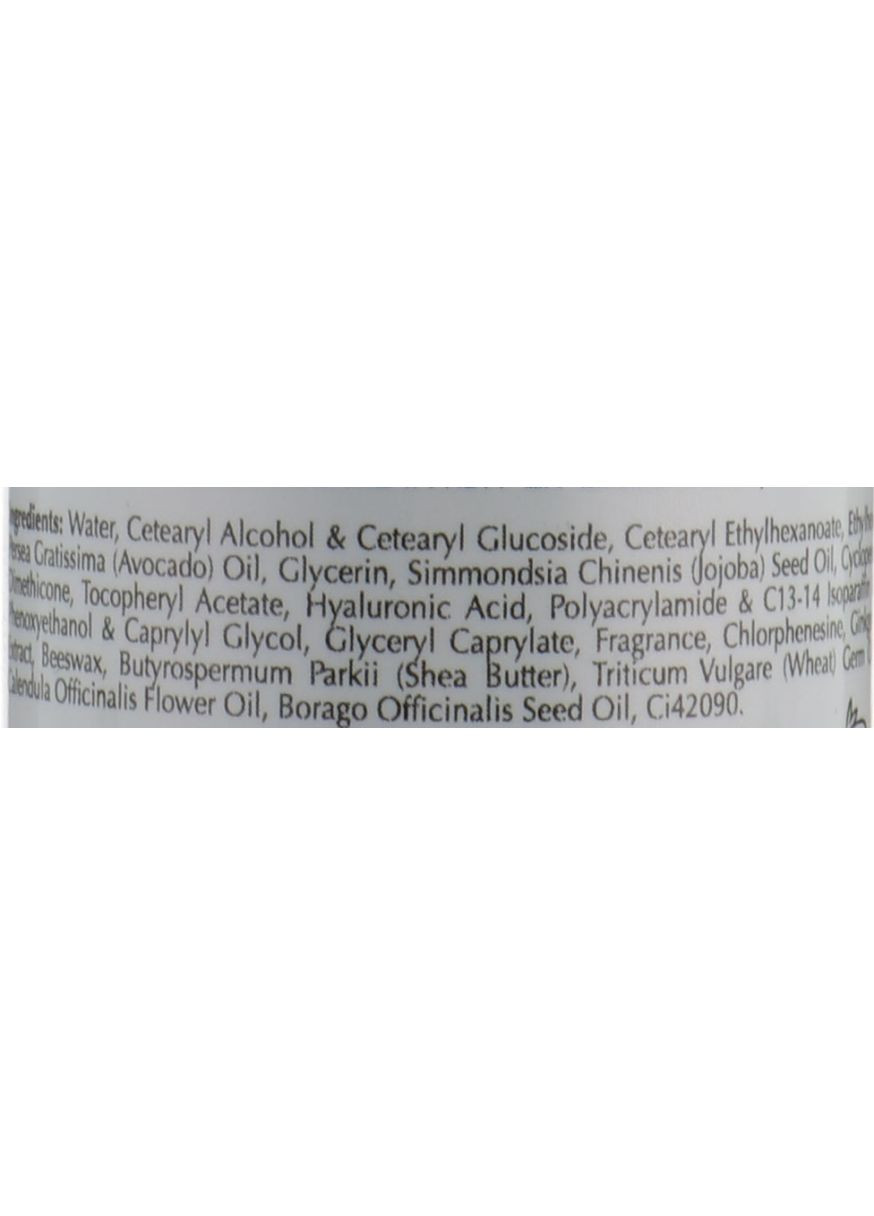 Ingredients: Water, Cetearyl Alcohol & Cetearyl Glucoside, Cetearyl Ethylhexanoate,
Gratissima (Avocado) Oil, Glycerin, Simmondsia Chinenis (Jojoba) Seed Oil,
Dimethicone, Tocopheryl Acetate, Hyaluronic Acid, Polyacrylamide & C13-14 Isoparaffin
Phenoxyethanol & Caprylyl Glycol, Glyceryl Caprylate, Fragrance, Chlorphenesine,
Beeswax, Butyrospermum Parkii (Shea Butter), Triticum Vulgare (Wheat) Germ
Calendula Officinalis Flower Oil, Borago Officinalis Seed Oil, Ci42090.